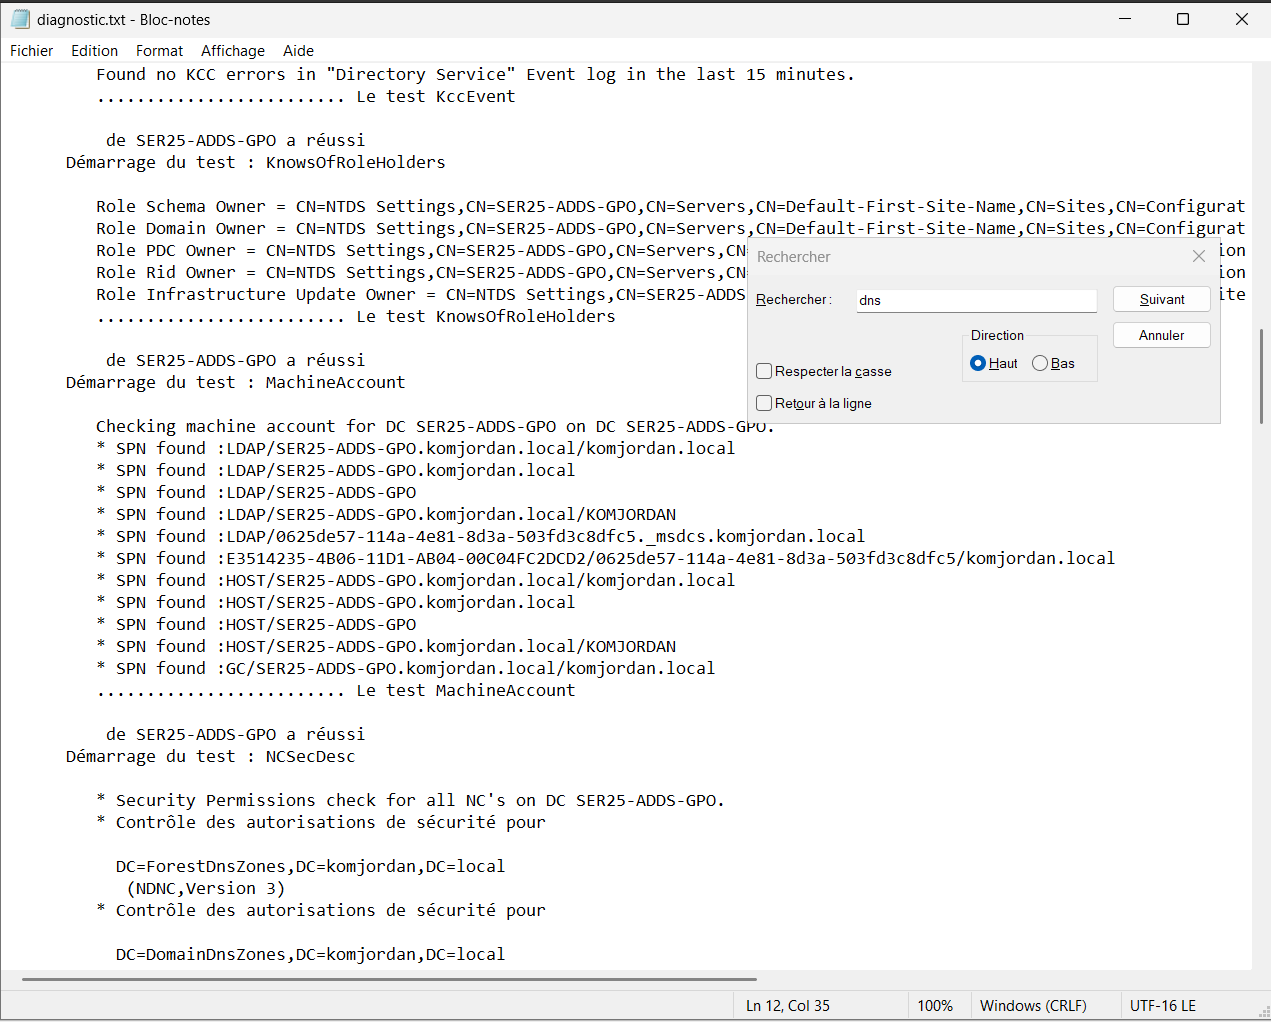 diagnostic.txt - Bloc-notes
Fichier Edition Format Affichage Aide
Found no KCC errors in "Directory Service" Event log in the last 15 minutes.
......................... Le test KccEvent
de SER25-ADDS-GPO a réussi
Démarrage du test : KnowsOfRoleHolders
Role Schema Owner = CN=NTDS Settings,CN=SER25-ADDS-GPO,CN=Servers,CN=Default-First-Site-Name,CN=Sites,CN=Configurat
Role Domain Owner = CN=NTDS Settings,CN=SER25-ADDS-GPO,CN=Servers,CN=Default-First-Site-Name,CN=Sites,CN=Configurat
Role PDC Owner = CN=NTDS Settings,CN=SER25-ADDS-GPO,CN=Servers,CN= ion
Role Rid Owner = CN=NTDS Settings,CN=SER25-ADDS-GPO,CN=Servers,CN= ion
Role Infrastructure Update Owner = CN=NTDS Settings,CN=SER25-ADDS ite
......................... Le test KnowsOfRoleHolders
de SER25-ADDS-GPO a réussi
Démarrage du test : MachineAccount
Checking machine account for DC SER25-ADDS-GPO on DC SER25-ADDS-GPO.
* SPN found :LDAP/SER25-ADDS-GPO.komjordan.local/komjordan.local
* SPN found :LDAP/SER25-ADDS-GPO.komjordan.local
* SPN found :LDAP/SER25-ADDS-GPO
* SPN found :LDAP/SER25-ADDS-GPO.komjordan.local/KOMJORDAN
* SPN found :LDAP/0625de57-114a-4e81-8d3a-503fd3c8dfc5._msdcs.komjordan.local
* SPN found :E3514235-4B06-11D1-AB04-00C04FC2DCD2/0625de57-114a-4e81-8d3a-503fd3c8dfc5/komjordan.local
* SPN found :HOST/SER25-ADDS-GPO.komjordan.local/komjordan.local
* SPN found :HOST/SER25-ADDS-GPO.komjordan.local
* SPN found :HOST/SER25-ADDS-GPO
* SPN found :HOST/SER25-ADDS-GPO.komjordan.local/KOMJORDAN
* SPN found :GC/SER25-ADDS-GPO.komjordan.local/komjordan.local
......................... Le test MachineAccount
de SER25-ADDS-GPO a réussi
Démarrage du test : NCSecDesc
* Security Permissions check for all NC's on DC SER25-ADDS-GPO.
* Contrôle des autorisations de sécurité pour
DC=ForestDnsZones,DC=komjordan,DC=local
(NDNC,Version 3)
* Contrôle des autorisations de sécurité pour
DC=DomainDnsZones,DC=komjordan,DC=local
Rechercher
Rechercher : dns Suivant
Direction Annuler
Haut Bas
Respecter la casse
Retour à la ligne
Ln 12, Col 35 100% Windows (CRLF) UTF-16 LE